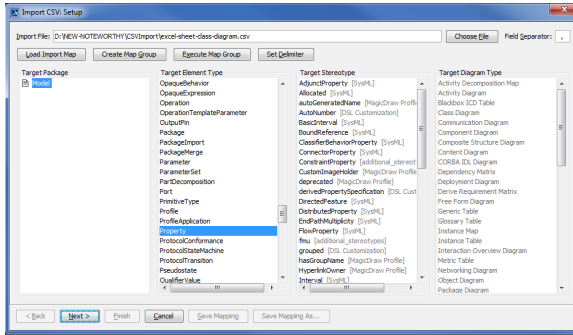 Import CSV: Setup
Import File: D:\NEW-NOTEWORTHY\CSVImport\excel-sheet-class-diagram.csv Choose File Field Separator: ,
Load Import Map Create Map Group Execute Map Group Set Delimiter
Target Package
Model
Target Element Type
OpaqueBehavior
OpaqueExpression
Operation
OperationTemplateParameter
OutputPin
Package
PackageImport
PackageMerge
Parameter
ParameterSet
PartDecomposition
Port
PrimitiveType
Profile
ProfileApplication
Property
ProtocolConformance
ProtocolStateMachine
ProtocolTransition
Pseudostate
QualifierValue
Target Stereotype
AdjunctProperty [SysML]
Allocated [SysML]
autoGeneratedName [MagicDraw Profile
AutoNumber [DSL Customization]
BasicInterval [SysML]
BoundReference [SysML]
ClassifierBehaviorProperty [SysML]
ConnectorProperty [SysML]
ConstraintProperty [additional_stereot
CustomImageHolder [MagicDraw Profile]
deprecated [MagicDraw Profile]
derivedPropertySpecification [DSL Cust
DirectedFeature [SysML]
DistributedProperty [SysML]
EndPathMultiplicity [SysML]
FlowProperty [SysML]
fmu [additional_stereotypes]
grouped [DSL Customization]
hasGroupName [MagicDraw Profile]
HyperlinkOwner [MagicDraw Profile]
Interval [SysML]
Target Diagram Type
Activity Decomposition Map
Activity Diagram
Blackbox ICD Table
Class Diagram
Communication Diagram
Component Diagram
Composite Structure Diagram
Content Diagram
CORBA IDL Diagram
Dependency Matrix
Deployment Diagram
Derive Requirement Matrix
Free Form Diagram
Generic Table
Glossary Table
Instance Map
Instance Table
Interaction Overview Diagram
Metric Table
Networking Diagram
Object Diagram
Package Diagram
< Back Next > Finish Cancel Save Mapping Save Mapping As...